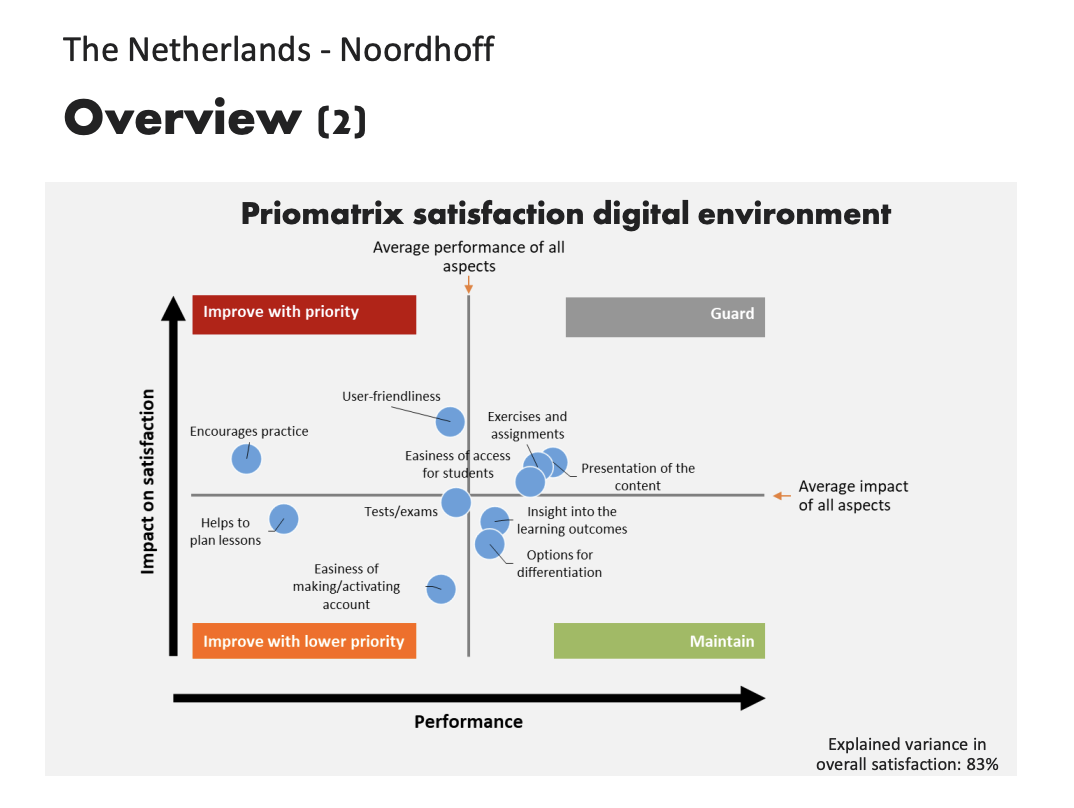 The Netherlands - Noordhoff
Overview (2)
Priomatrix satisfaction digital environment
Average performance of all
aspects
Improve with priority
Guard
User-friendliness
Encourages practice
Exercises and
assignments
Easiness of access
for students
Presentation of the
content
Average impact
of all aspects
Tests/exams
Insight into the
learning outcomes
Helps to
plan lessons
Options for
differentiation
Easiness of
making/activating
account
Impact on satisfaction
Improve with lower priority
Maintain
Performance
Explained variance in
overall satisfaction: 83%